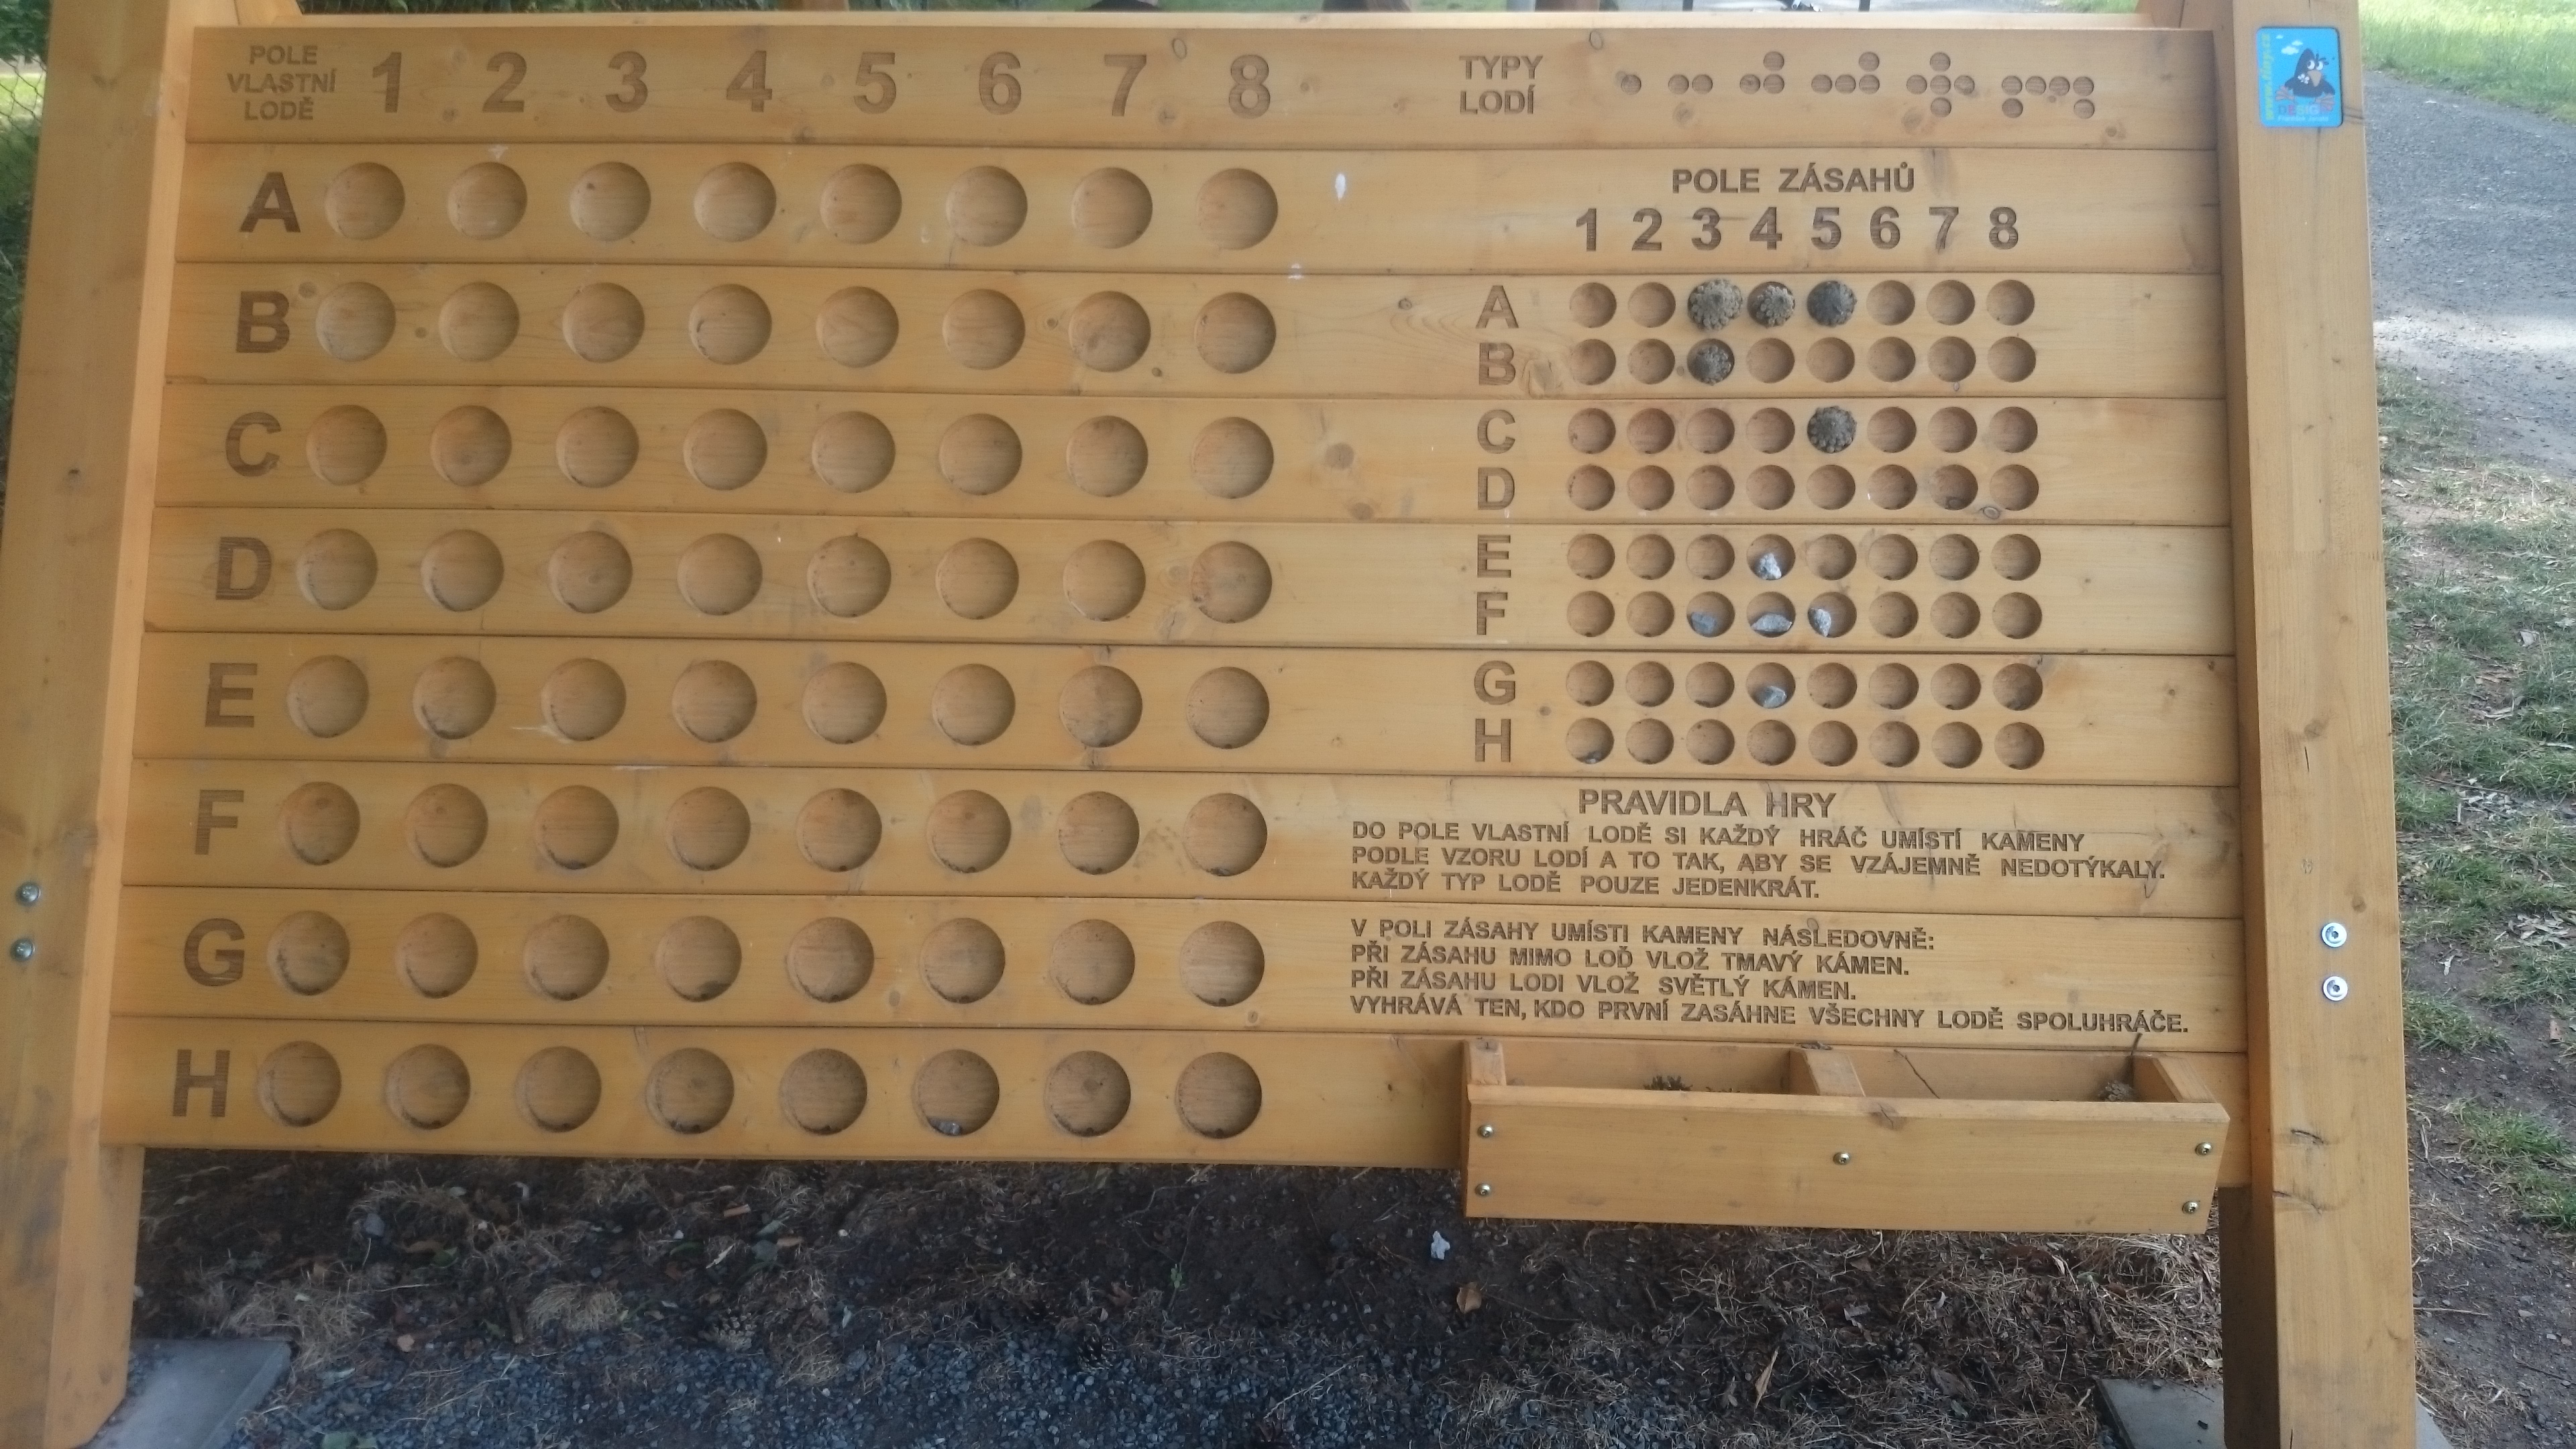 POLE
VLASTNÍ
LODĚ
1 2 3 4 5 6 7 8
A
B
C
D
E
F
G
H
TYPY
LODÍ
POLE ZÁSAHŮ
1 2 3 4 5 6 7 8
A
B
C
D
E
F
G
H
PRAVIDLA HRY
DO POLE VLASTNÍ LODĚ SI KAŽDÝ HRÁČ UMÍSTÍ KAMENY
PODLE VZORU LODÍ A TO TAK, ABY SE VZÁJEMNĚ NEDOTÝKALY.
KAŽDÝ TYP LODĚ POUZE JEDENKRÁT.
V POLI ZÁSAHY UMÍSTI KAMENY NÁSLEDOVNĚ:
PŘI ZÁSAHU MIMO LOĎ VLOŽ TMAVÝ KÁMEN.
PŘI ZÁSAHU LODI VLOŽ SVĚTLÝ KÁMEN.
VYHRÁVÁ TEN, KDO PRVNÍ ZASÁHNE VŠECHNY LODĚ SPOLUHRÁČE.